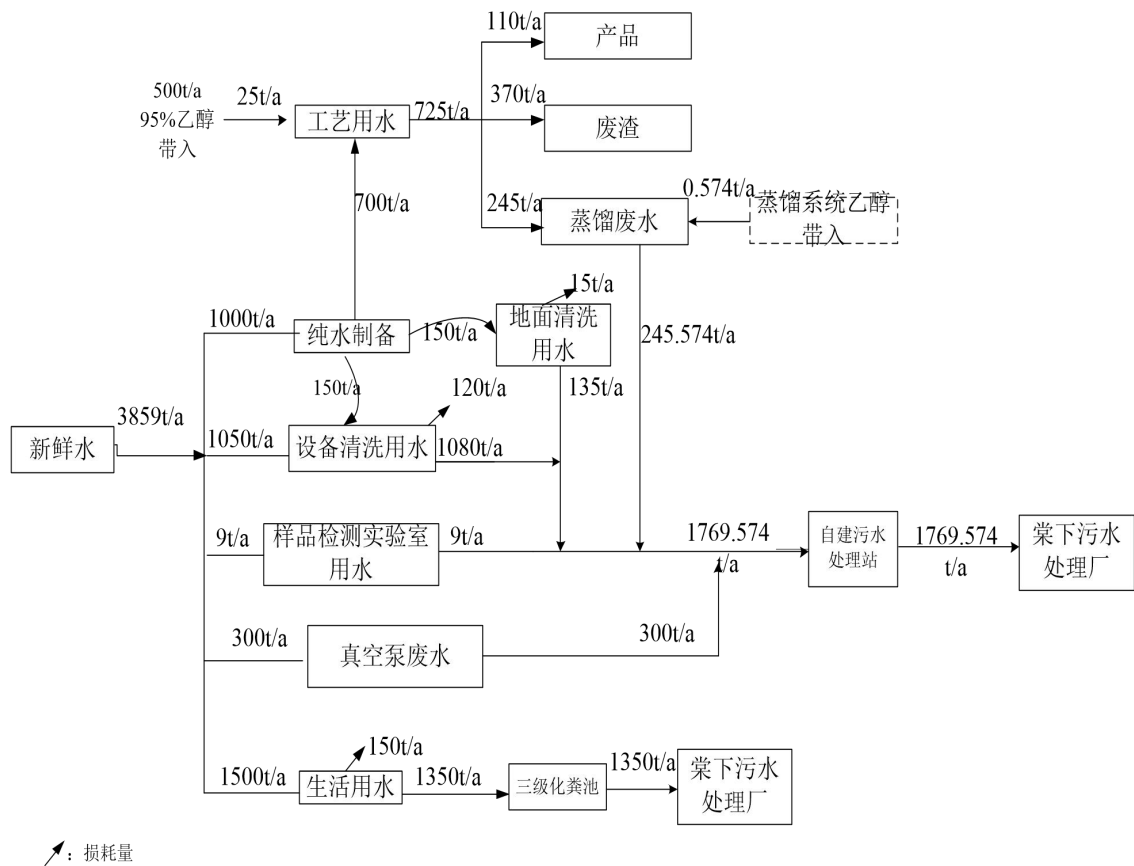 110t/a
产品
500t/a
95%乙醇
带入
25t/a
工艺用水
725t/a
370t/a
废渣
700t/a
245t/a
蒸馏废水
0.574t/a
蒸馏系统乙醇
带入
15t/a
1000t/a
纯水制备
150t/a
地面清洗
用水
245.574t/a
150t/a
120t/a
135t/a
3859t/a
新鲜水
1050t/a
设备清洗用水
1080t/a
9t/a
样品检测实验室
用水
9t/a
1769.574
t/a
自建污水
处理站
1769.574
t/a
棠下污水
处理厂
300t/a
真空泵废水
300t/a
150t/a
1500t/a
生活用水
1350t/a
三级化粪池
1350t/a
棠下污水
处理厂
：损耗量